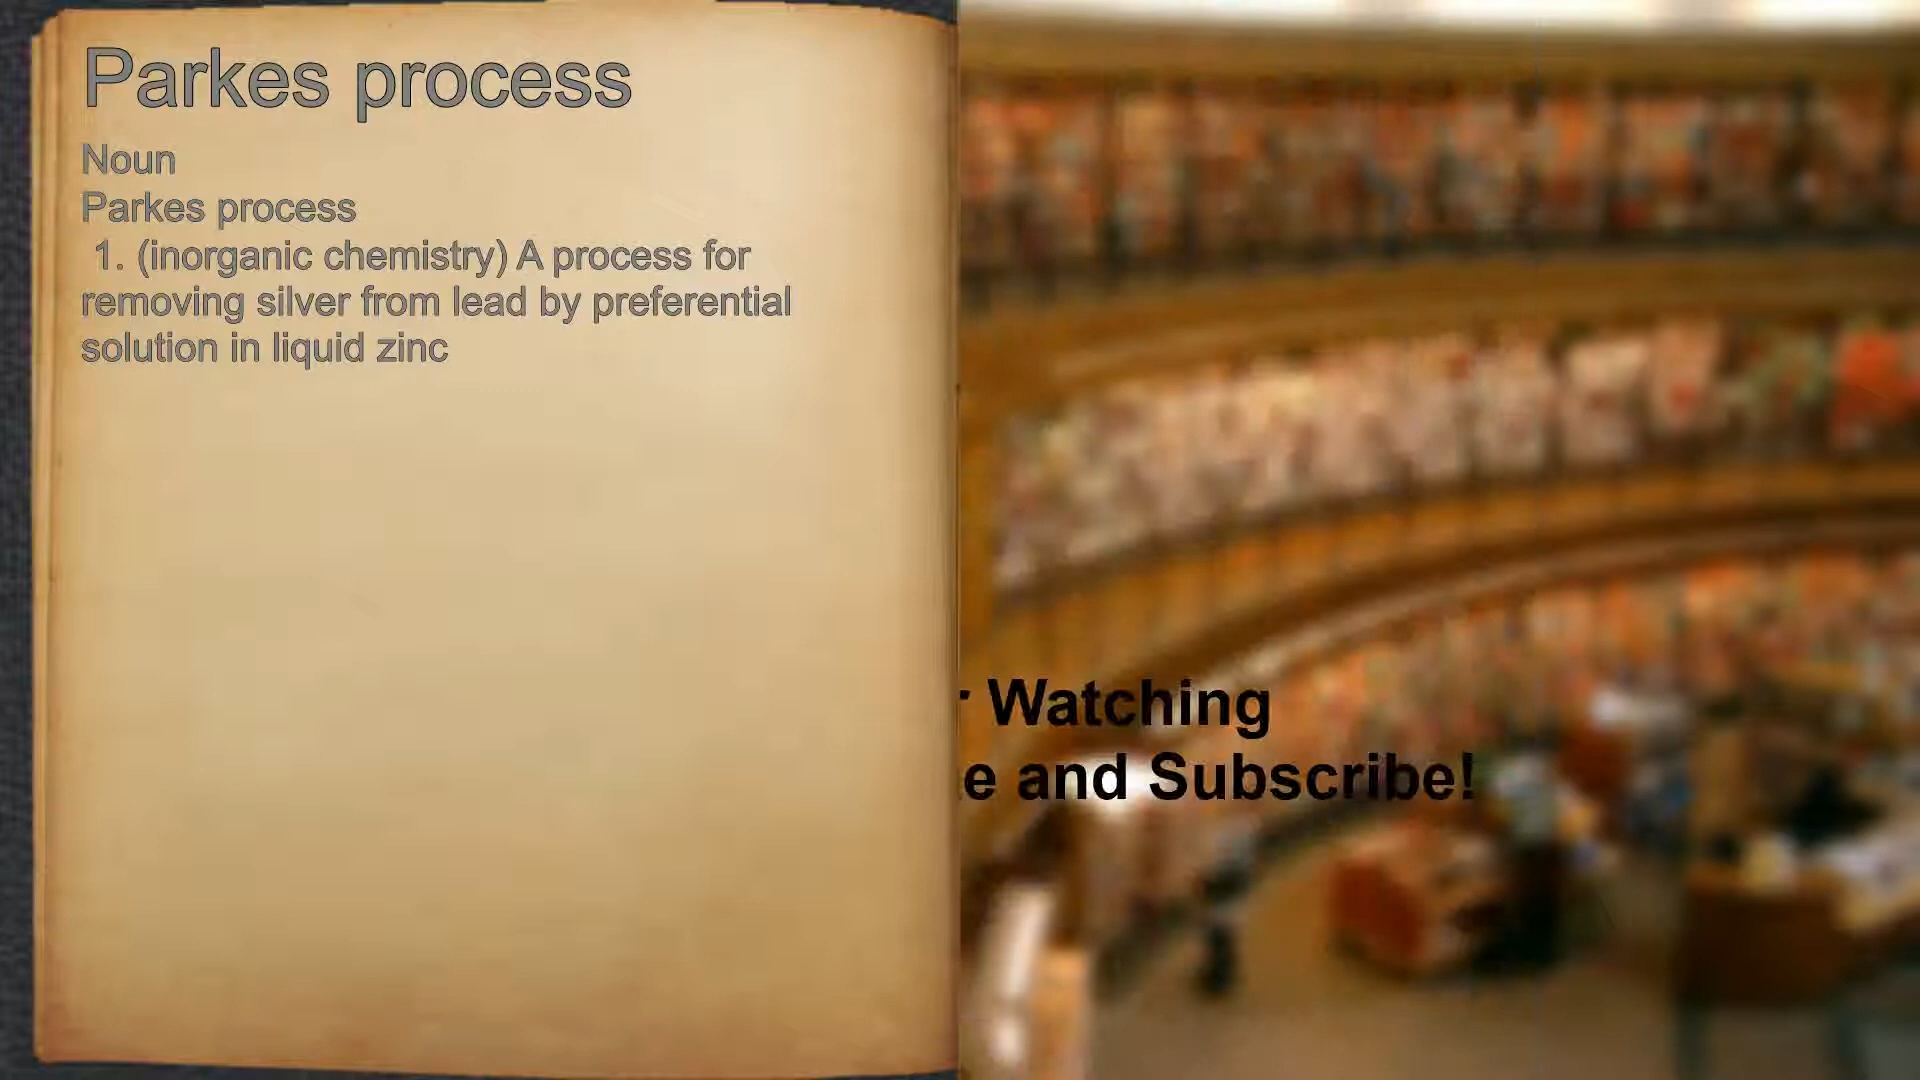 Parkes process
Noun
Parkes process
1. (inorganic chemistry) A process for
removing silver from lead by preferential
solution in liquid zinc
Watching
and Subscribe!